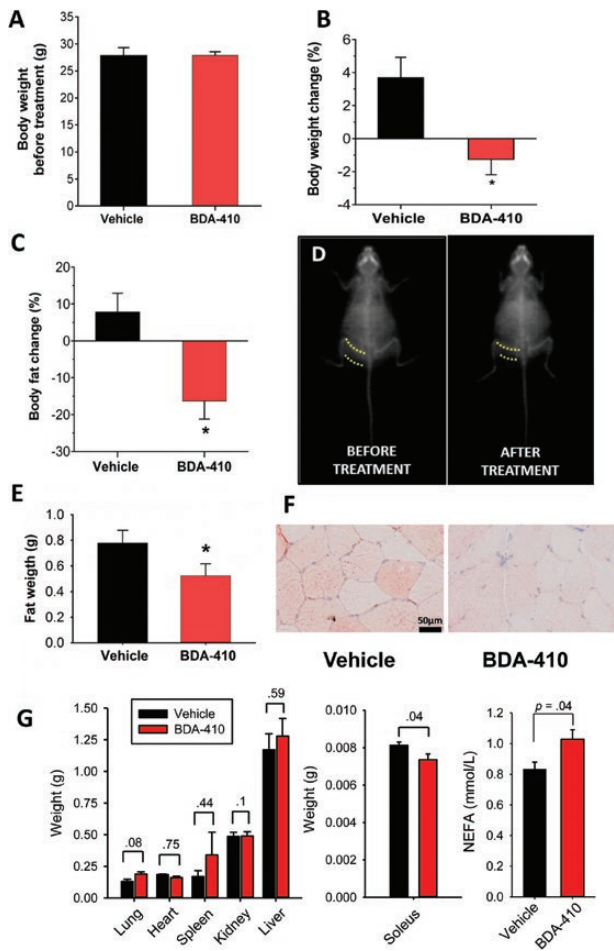 A
Body weight
before treatment (g)
35
30
25
20
15
10
5
0
Vehicle
BDA-410
B
Body weight change (%)
6
4
2
0
-2
-4
*
Vehicle
BDA-410
C
Body fat change (%)
20
10
0
-10
-20
-30
*
Vehicle
BDA-410
D
BEFORE
TREATMENT
AFTER
TREATMENT
E
Fat weigth (g)
1.0
0.8
0.6
0.4
0.2
0.0
*
Vehicle
BDA-410
F
50µm
Vehicle
BDA-410
G
Weight (g)
1.50
1.25
1.00
0.75
0.50
0.25
0.00
Vehicle
BDA-410
.08
.75
.44
.1
.59
Lung
Heart
Spleen
Kidney
Liver
Weight (g)
0.010
0.008
0.006
0.004
0.002
0.000
.04
Soleus
NEFA (mmol/L)
1.2
1.0
0.8
0.6
0.4
0.2
0.0
p = .04
Vehicle
BDA-410